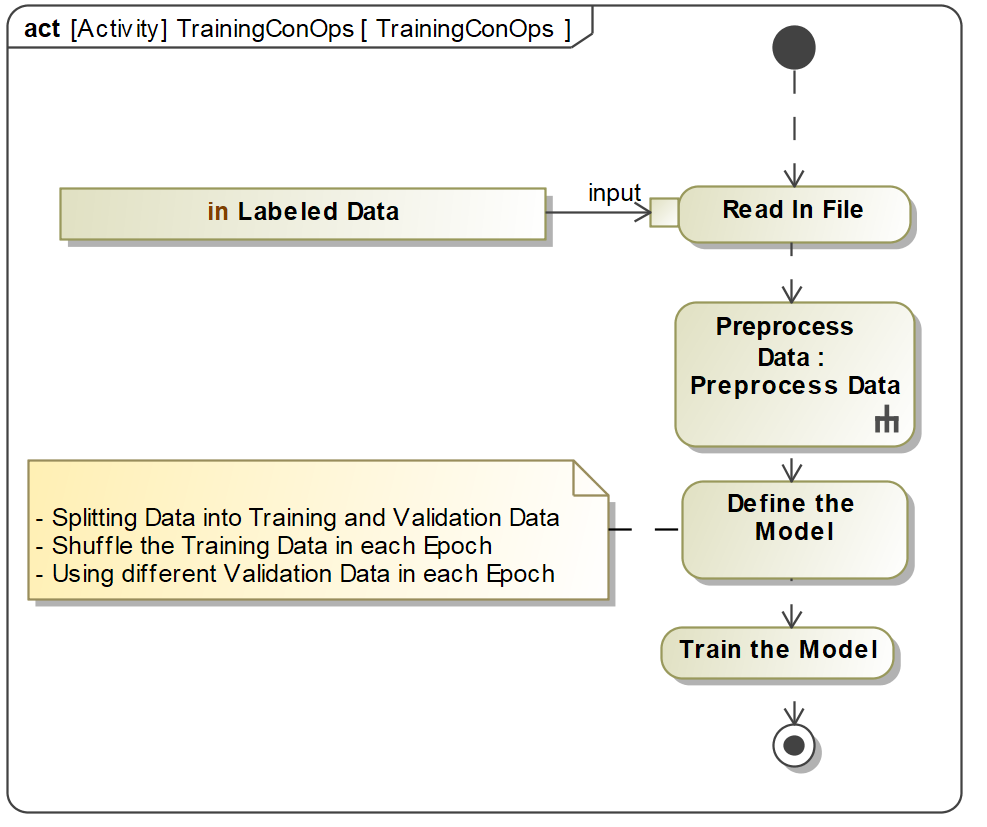 act [Activity] TrainingConOps [ TrainingConOps ]
input
in Labeled Data
Read In File
Preprocess
Data :
Preprocess Data
- Splitting Data into Training and Validation Data
- Shuffle the Training Data in each Epoch
- Using different Validation Data in each Epoch
Define the
Model
Train the Model